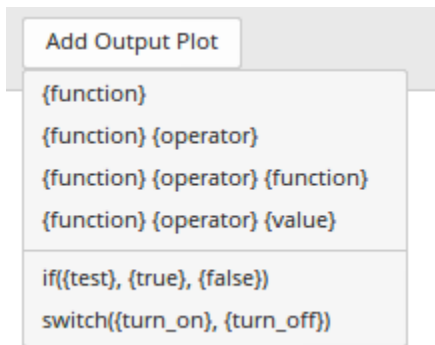 Add Output Plot
{function}
{function} {operator}
{function} {operator} {function}
{function} {operator} {value}
if({test}, {true}, {false})
switch({turn_on}, {turn_off})